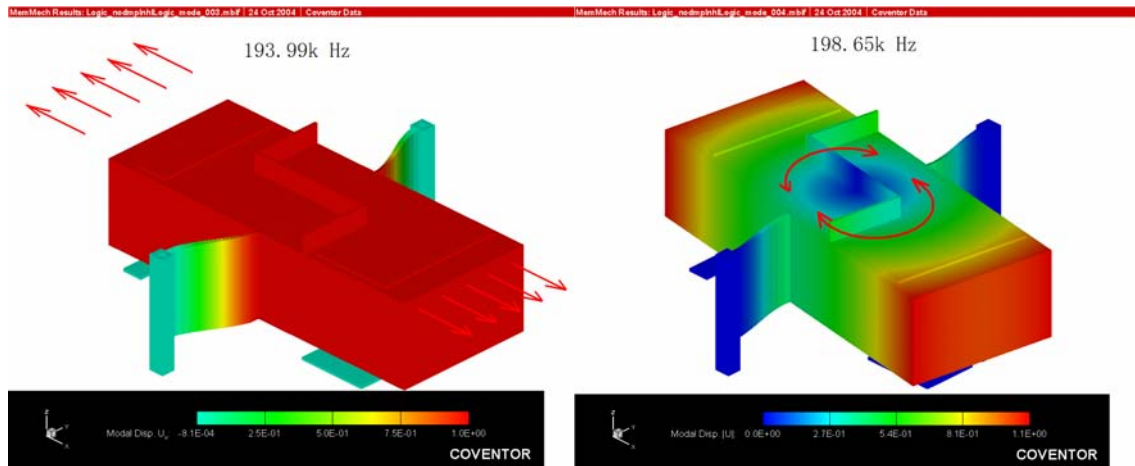 MemMech Results: Logic_nodmpInhlLogic_mode_003.mbif | 24 Oct 2004 | Coventor Data
193.99k Hz
Modal Disp. -8.1E-04 2.5E-01 5.0E-01 7.5E-01 1.0E+00
COVENTOR
MemMech Results: Logic_nodmpInhlLogic_mode_004.mbif | 24 Oct 2004 | Coventor Data
198.65k Hz
Modal Disp. |U|: 0.0E+00 2.7E-01 5.4E-01 8.1E-01 1.1E+00
COVENTOR